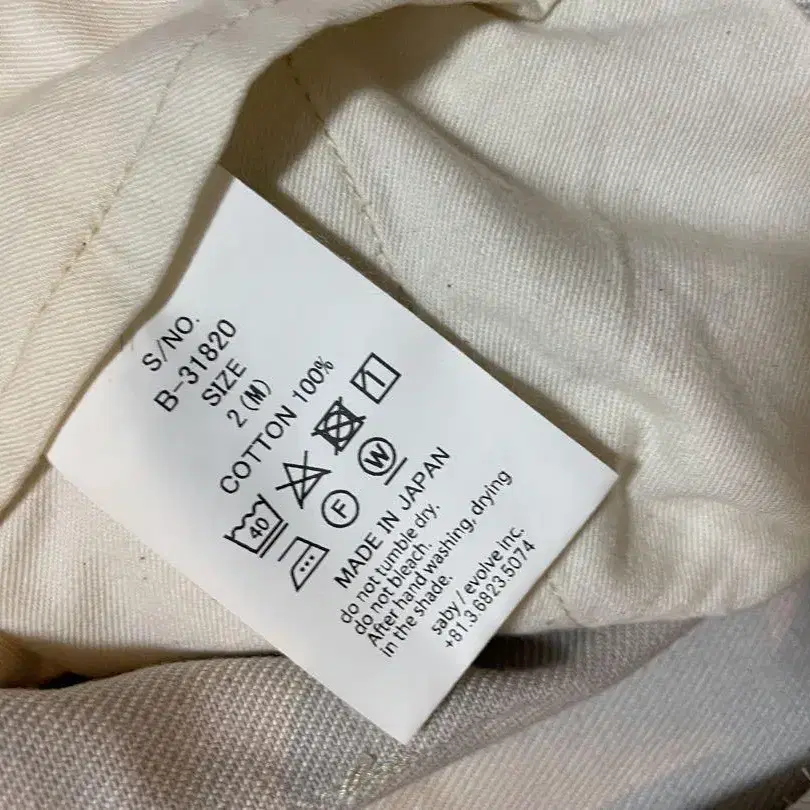 S/NO.
B-31820
SIZE
2 (M)
COTTON 100%
40
F
W
MADE IN JAPAN
do not tumble dry.
do not bleach.
After hand washing, drying
in the shade.
saby / evolve inc.
+81.3.6823.5074